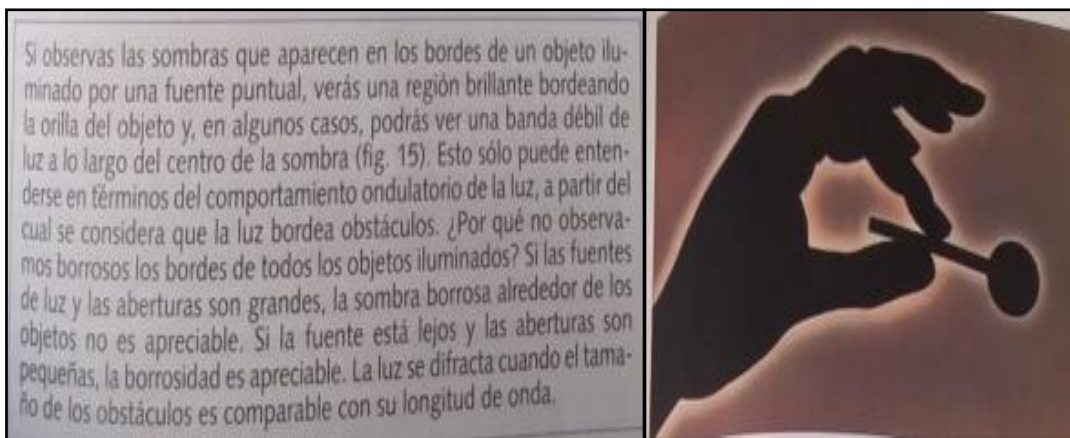 Si observas las sombras que aparecen en los bordes de un objeto ilu-
minado por una fuente puntual, verás una región brillante bordeando
la orilla del objeto y, en algunos casos, podrás ver una banda débil de
luz a lo largo del centro de la sombra (fig. 15). Esto sólo puede enten-
derse en términos del comportamiento ondulatorio de la luz, a partir del
cual se considera que la luz bordea obstáculos. ¿Por qué no observa-
mos borrosos los bordes de todos los objetos iluminados? Si las fuentes
de luz y las aberturas son grandes, la sombra borrosa alrededor de los
objetos no es apreciable. Si la fuente está lejos y las aberturas son
pequeñas, la borrosidad es apreciable. La luz se difracta cuando el tama-
ño de los obstáculos es comparable con su longitud de onda.